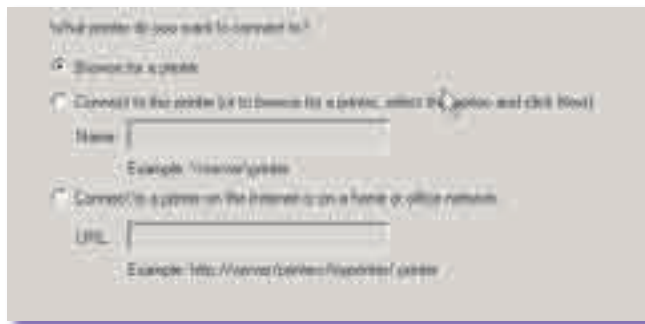 What printer do you want to connect to?
Browse for a printer
Connect to this printer (or to browse for a printer, select this option and click Next):
Name:
Example: \\server\printer
Connect to a printer on the Internet or on a home or office network:
URL:
Example: http://server/printers/myprinter/.printer